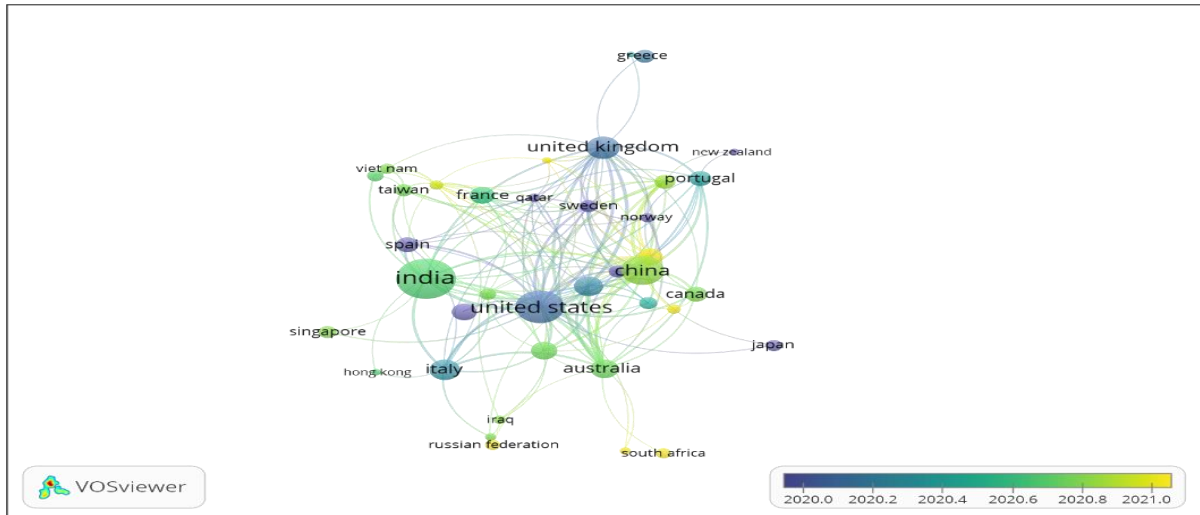 greece
united kingdom
new zealand
viet nam
portugal
taiwan
france
qatar
sweden
norway
spain
india
china
canada
united states
singapore
japan
hong kong
italy
australia
iraq
russian federation
south africa
VOSviewer
2020.0 2020.2 2020.4 2020.6 2020.8 2021.0